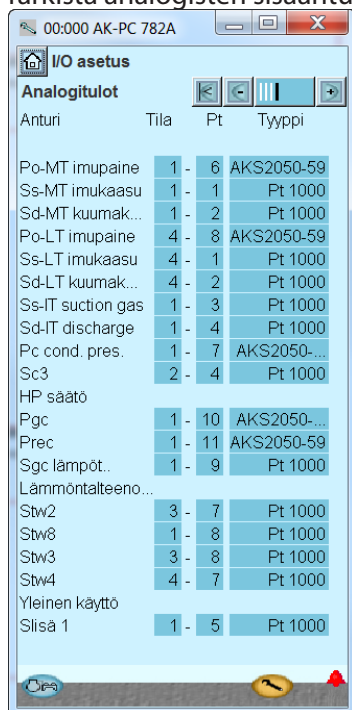 00:000 AK-PC 782A
I/O asetus
Analogitulot
Anturi Tila Pt Tyyppi
Po-MT imupaine 1 - 6 AKS2050-59
Ss-MT imukaasu 1 - 1 Pt 1000
Sd-MT kuumak... 1 - 2 Pt 1000
Po-LT imupaine 4 - 8 AKS2050-59
Ss-LT imukaasu 4 - 1 Pt 1000
Sd-LT kuumak... 4 - 2 Pt 1000
Ss-IT suction gas 1 - 3 Pt 1000
Sd-IT discharge 1 - 4 Pt 1000
Pc cond. pres. 1 - 7 AKS2050-...
Sc3 2 - 4 Pt 1000
HP säätö
Pgc 1 - 10 AKS2050-...
Prec 1 - 11 AKS2050-59
Sgc lämpöt.. 1 - 9 Pt 1000
Lämmöntalteeno...
Stw2 3 - 7 Pt 1000
Stw8 1 - 8 Pt 1000
Stw3 3 - 8 Pt 1000
Stw4 4 - 7 Pt 1000
Yleinen käyttö
Slisä 1 1 - 5 Pt 1000